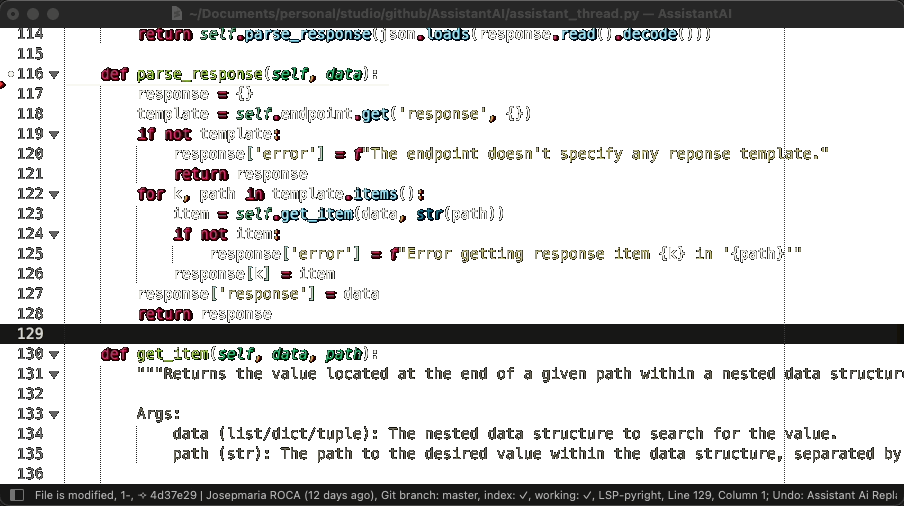 ~/Documents/personal/studio/github/AssistantAI/assistant_thread.py — AssistantAI
114 return self.parse_response(json.loads(response.read().decode()))
115
116 def parse_response(self, data):
117 response = {}
118 template = self.endpoint.get('response', {})
119 if not template:
120 response['error'] = f"The endpoint doesn't specify any reponse template."
121 return response
122 for k, path in template.items():
123 item = self.get_item(data, str(path))
124 if not item:
125 response['error'] = f"Error getting response item {k} in '{path}'"
126 response[k] = item
127 response['response'] = data
128 return response
129
130 def get_item(self, data, path):
131 """Returns the value located at the end of a given path within a nested data structure
132
133 Args:
134 data (list/dict/tuple): The nested data structure to search for the value.
135 path (str): The path to the desired value within the data structure, separated by
136
File is modified, 1-, ⟡ 4d37e29 | Josepmaria ROCA (12 days ago), Git branch: master, index: ✓, working: ✓, LSP-pyright, Line 129, Column 1; Undo: Assistant Ai Repla